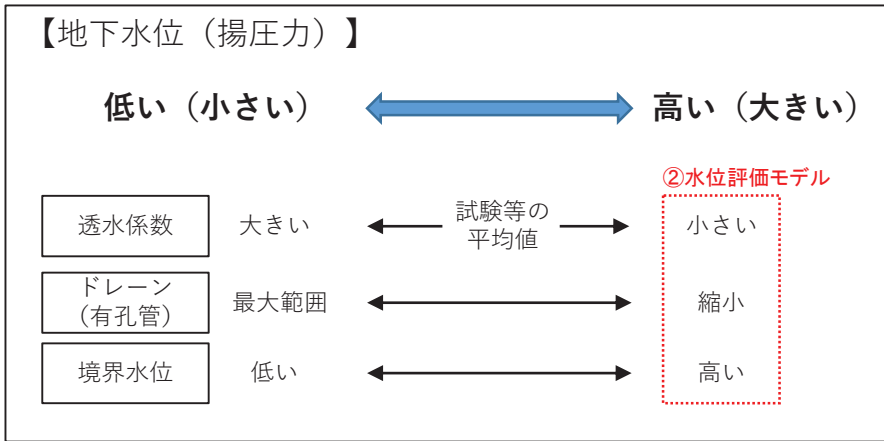 【地下水位（揚圧力）】
低い（小さい）
高い（大きい）
②水位評価モデル
透水係数
大きい
試験等の
平均値
小さい
ドレーン
(有孔管)
最大範囲
縮小
境界水位
低い
高い